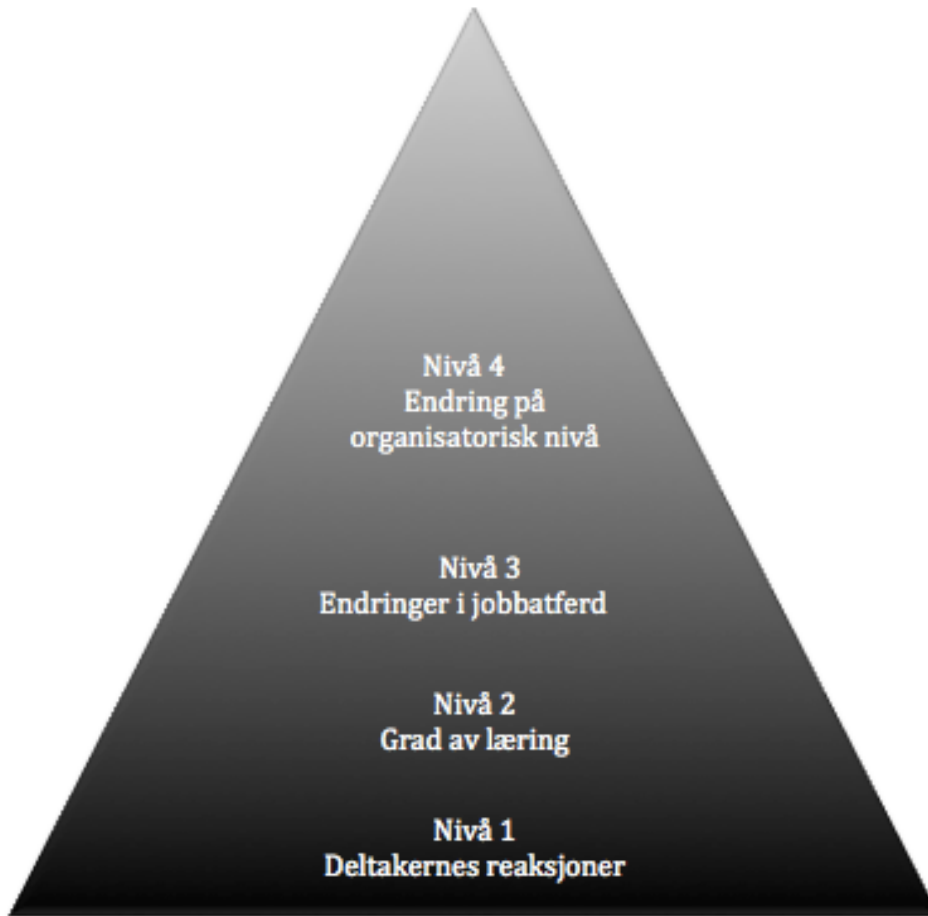 Nivå 4
Endring på
organisatorisk nivå
Nivå 3
Endringer i jobbatferd
Nivå 2
Grad av læring
Nivå 1
Deltakernes reaksjoner